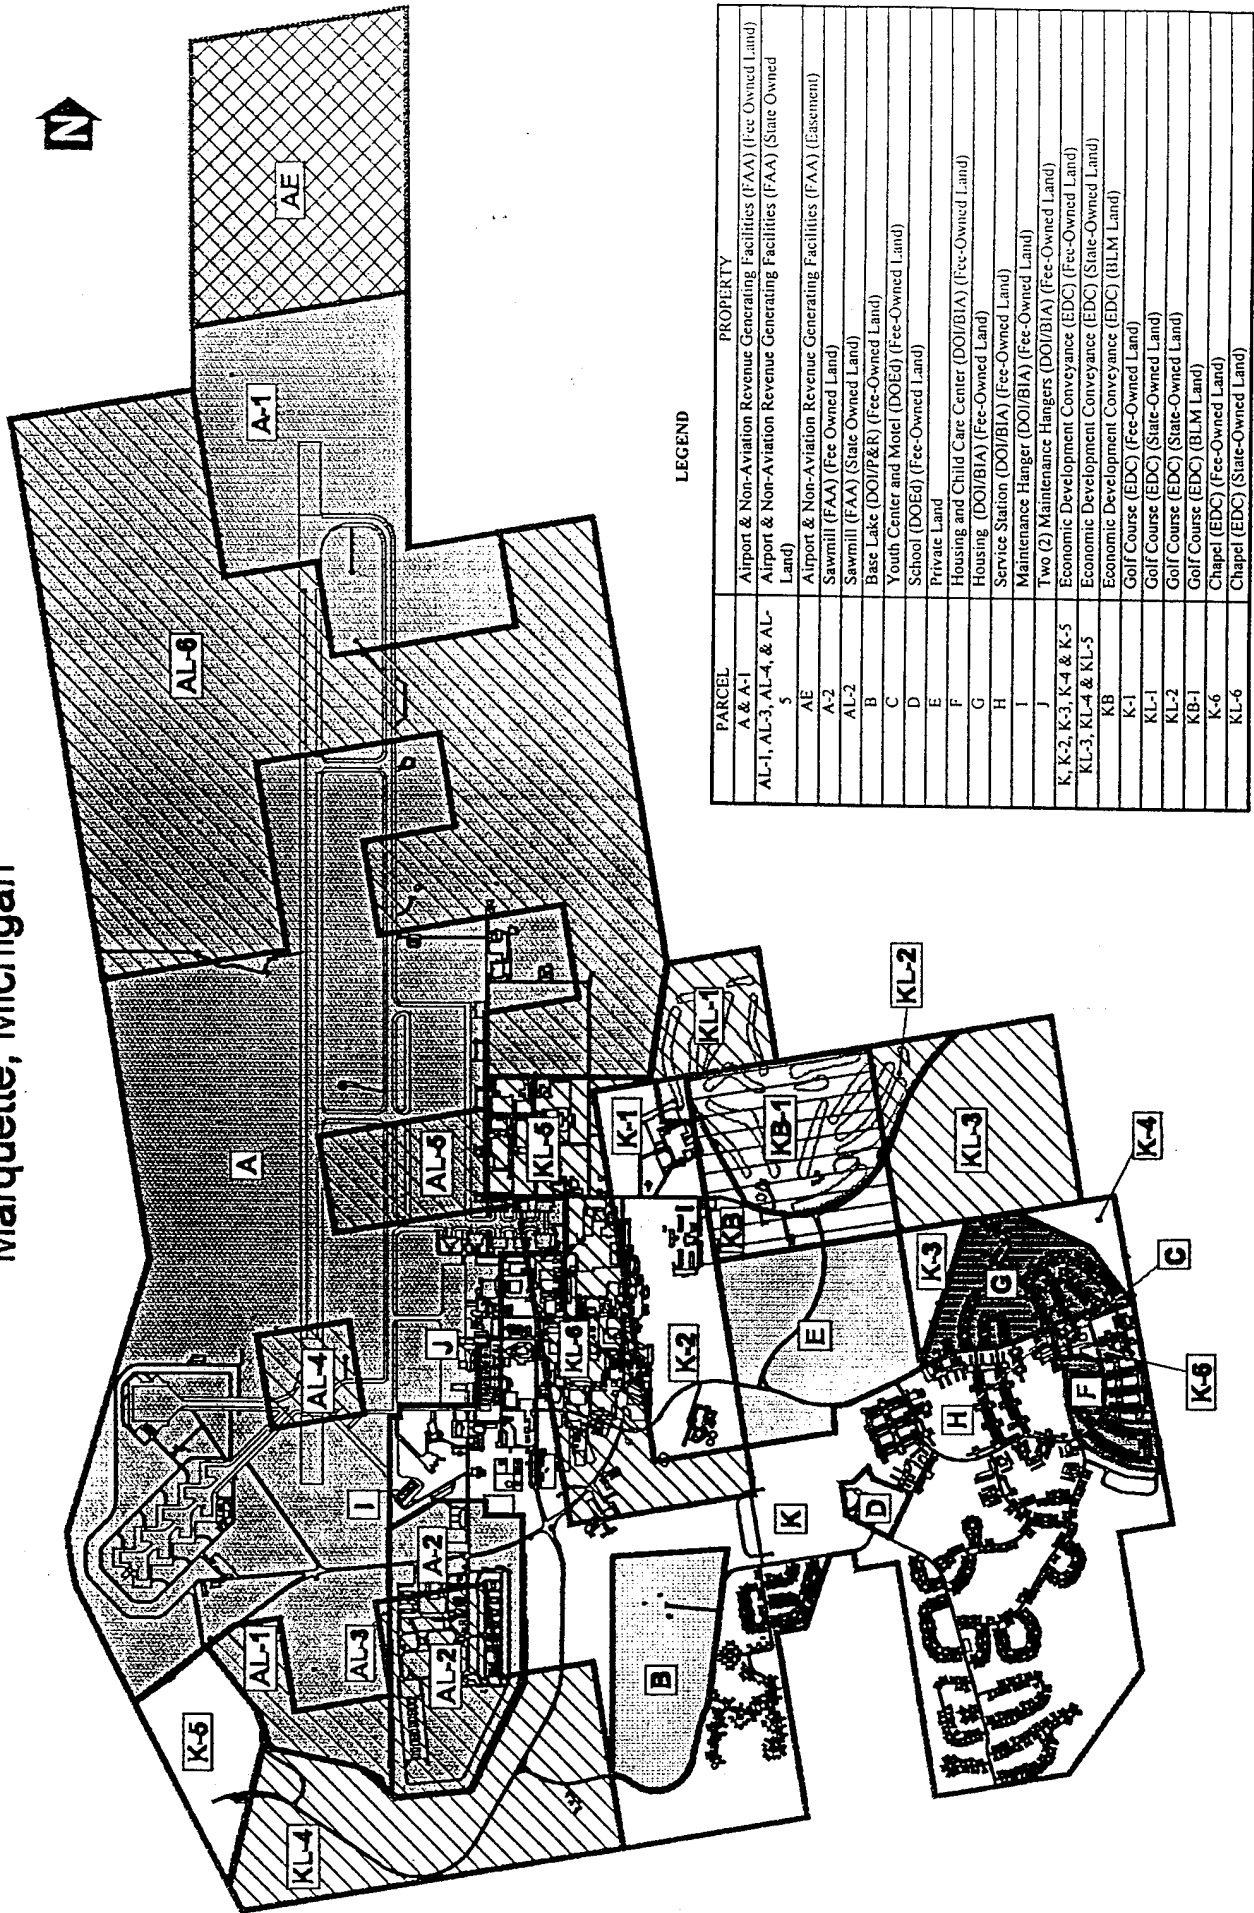 Marquette, Michigan
N
AE
A-1
AL-6
A
AL-5
AL-4
J
I
A-2
AL-1
AL-3
AL-2
K-5
KL-4
K
KL-5
KL-6
K-1
KL-1
KL-2
KB-1
KB
KL-3
K-4
K-3
G
C
K-6
E
K-2
H
F
K
D
B
LEGEND
PARCEL PROPERTY
A & A-1 Airport & Non-Aviation Revenue Generating Facilities (FAA) (Fee Owned Land)
AL-1, AL-3, AL-4, & AL- Airport & Non-Aviation Revenue Generating Facilities (FAA) (State Owned
5 Land)
AE Airport & Non-Aviation Revenue Generating Facilities (FAA) (Easement)
A-2 Sawmill (FAA) (Fee Owned Land)
AL-2 Sawmill (FAA) (State Owned Land)
B Base Lake (DOI/P&R) (Fee-Owned Land)
C Youth Center and Motel (DOEd) (Fee-Owned Land)
D School (DOEd) (Fee-Owned Land)
E Private Land
F Housing and Child Care Center (DOI/BIA) (Fee-Owned Land)
G Housing (DOI/BIA) (Fee-Owned Land)
H Service Station (DOI/BIA) (Fee-Owned Land)
I Maintenance Hanger (DOI/BIA) (Fee-Owned Land)
J Two (2) Maintenance Hangers (DOI/BIA) (Fee-Owned Land)
K, K-2, K-3, K-4 & K-5 Economic Development Conveyance (EDC) (Fee-Owned Land)
KL-3, KL-4 & KL-5 Economic Development Conveyance (EDC) (State-Owned Land)
KB Economic Development Conveyance (EDC) (BLM Land)
K-1 Golf Course (EDC) (Fee-Owned Land)
KL-1 Golf Course (EDC) (State-Owned Land)
KL-2 Golf Course (EDC) (State-Owned Land)
KB-1 Golf Course (EDC) (BLM Land)
K-6 Chapel (EDC) (Fee-Owned Land)
KL-6 Chapel (EDC) (State-Owned Land)